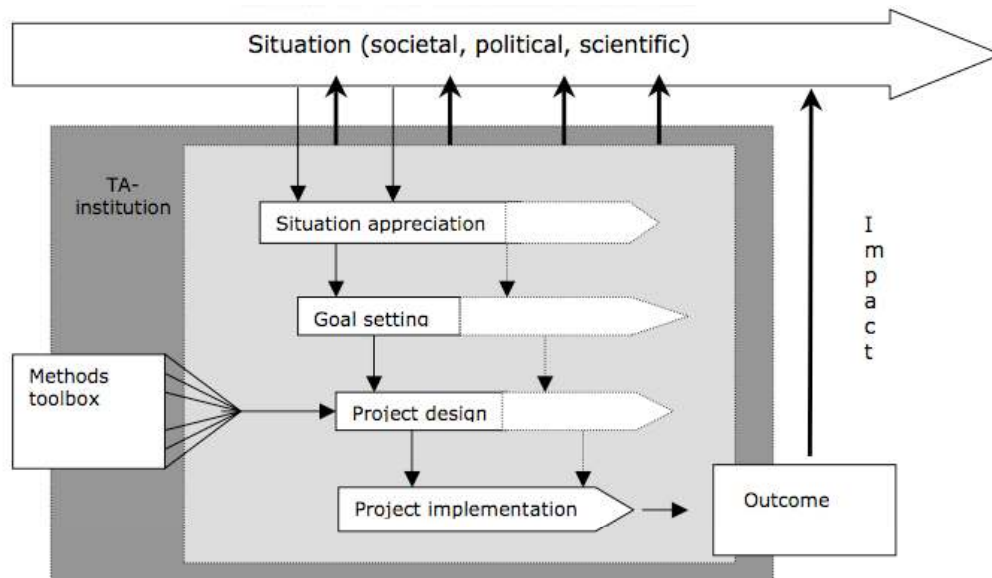 Situation (societal, political, scientific)
TA-
institution
Situation appreciation
Goal setting
Methods
toolbox
Project design
Project implementation
Outcome
I
m
p
a
c
t